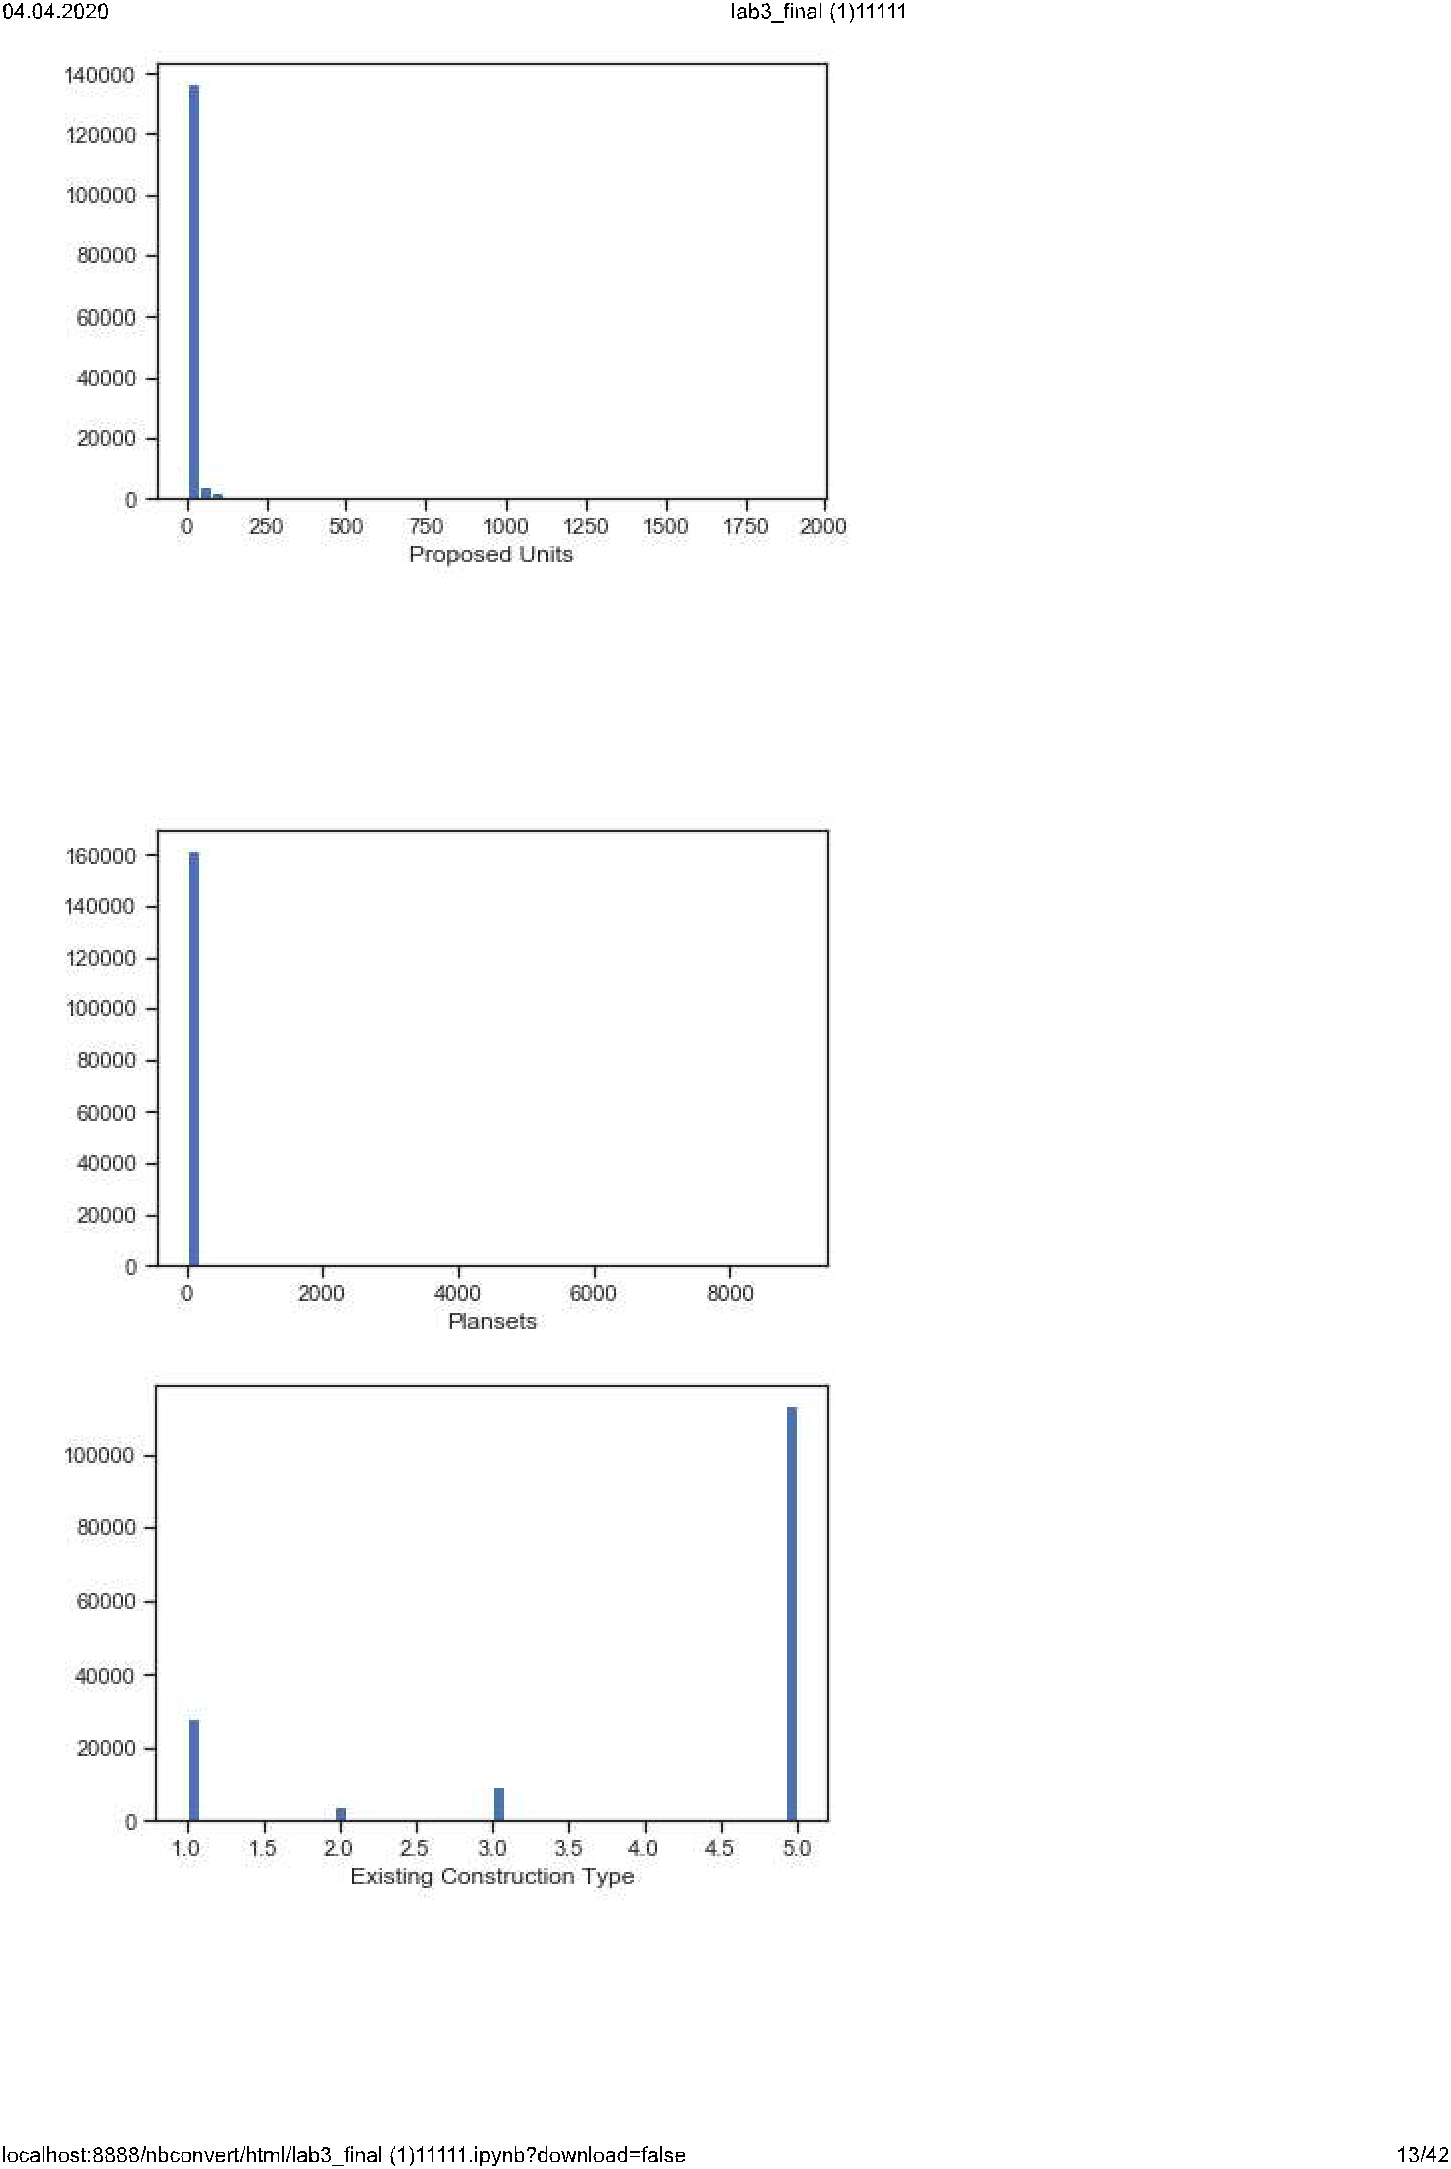 04.04.2020 lab3_final (1)11111
140000
120000
100000
80000
60000
40000
20000
0
0 250 500 750 1000 1250 1500 1750 2000
Proposed Units
160000
140000
120000
100000
80000
60000
40000
20000
0
0 2000 4000 6000 8000
Plansets
100000
80000
60000
40000
20000
0
1.0 1.5 2.0 2.5 3.0 3.5 4.0 4.5 5.0
Existing Construction Type
localhost:8888/nbconvert/html/lab3_final (1)11111.ipynb?download=false 13/42